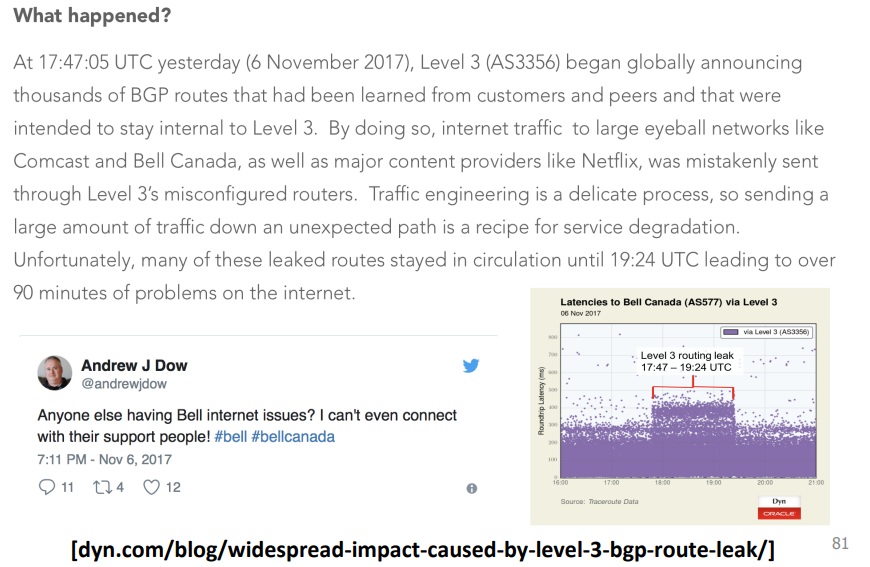 What happened?
At 17:47:05 UTC yesterday (6 November 2017), Level 3 (AS3356) began globally announcing
thousands of BGP routes that had been learned from customers and peers and that were
intended to stay internal to Level 3.  By doing so, internet traffic  to large eyeball networks like
Comcast and Bell Canada, as well as major content providers like Netflix, was mistakenly sent
through Level 3's misconfigured routers.  Traffic engineering is a delicate process, so sending a
large amount of traffic down an unexpected path is a recipe for service degradation.
Unfortunately, many of these leaked routes stayed in circulation until 19:24 UTC leading to over
90 minutes of problems on the internet.
Andrew J Dow
@andrewjdow
Anyone else having Bell internet issues? I can't even connect
with their support people! #bell #bellcanada
7:11 PM - Nov 6, 2017
11 4 12
Latencies to Bell Canada (AS577) via Level 3
06 Nov 2017
via Level 3 (AS3356)
Level 3 routing leak
17:47 – 19:24 UTC
Roundtrip Latency (ms)
800
700
600
500
400
300
200
100
0
16:00 17:00 18:00 19:00 20:00 21:00
Source: Traceroute Data
Dyn
ORACLE
[dyn.com/blog/widespread-impact-caused-by-level-3-bgp-route-leak/]
81